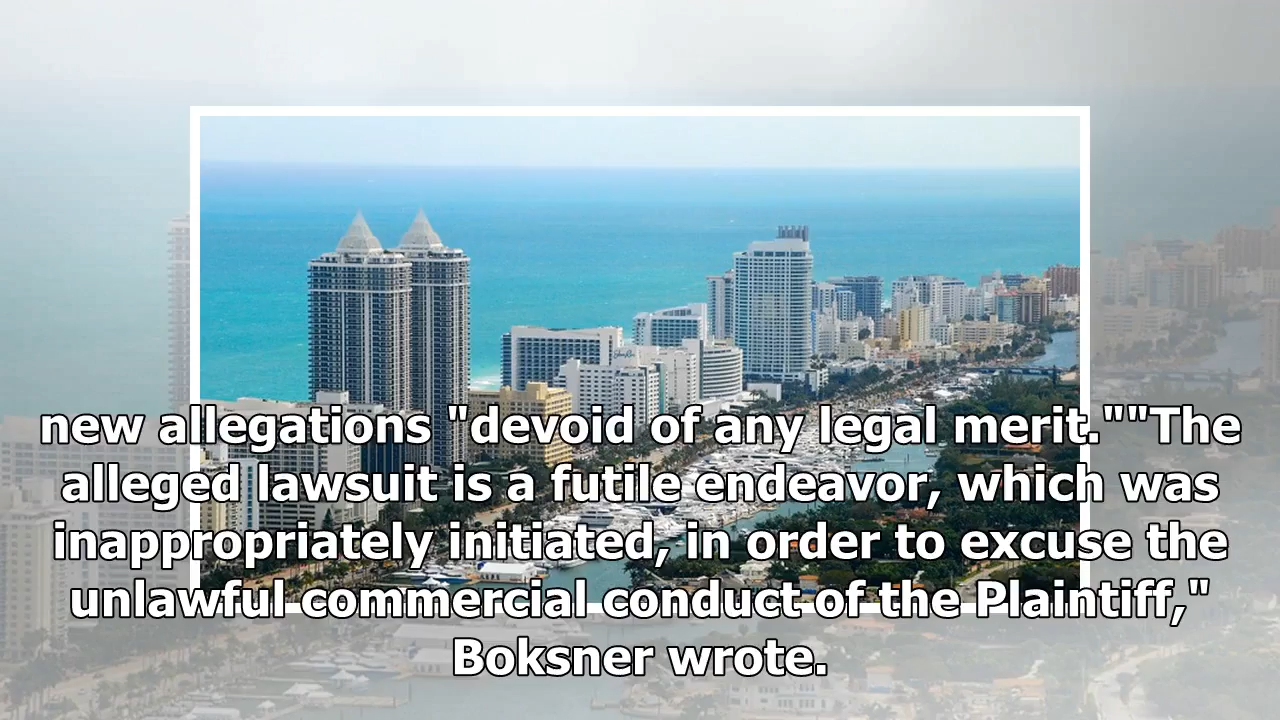 new allegations "devoid of any legal merit.""The
alleged lawsuit is a futile endeavor, which was
inappropriately initiated, in order to excuse the
unlawful commercial conduct of the Plaintiff,"
Boksner wrote.